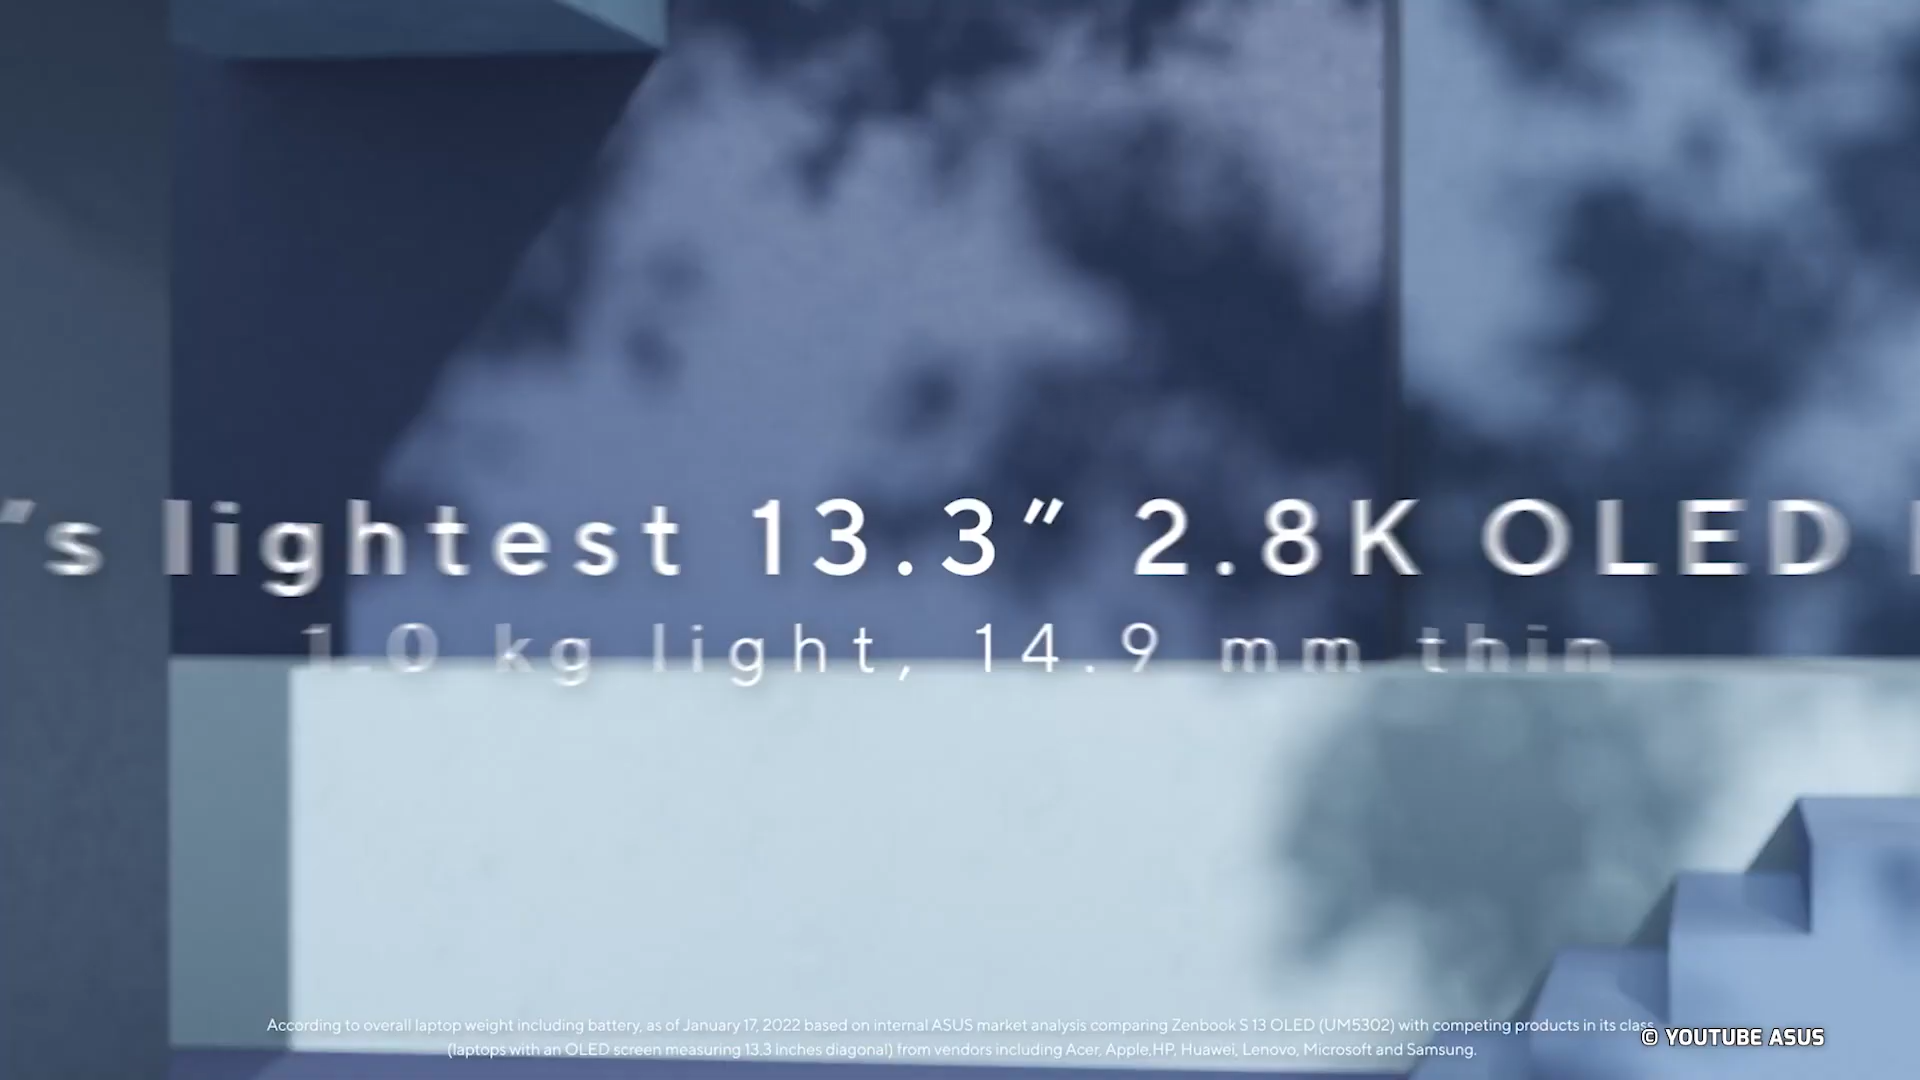 ″s lightest 13.3″ 2.8K OLED
1.0 kg light, 14.9 mm thin
According to overall laptop weight including battery, as of January 17, 2022 based on internal ASUS market analysis comparing Zenbook S 13 OLED (UM5302) with competing products in its class
(laptops with an OLED screen measuring 13.3 Inches diagonal) from vendors including Acer, Apple,HP, Huawei, Lenovo, Microsoft and Samsung.
© YOUTUBE ASUS